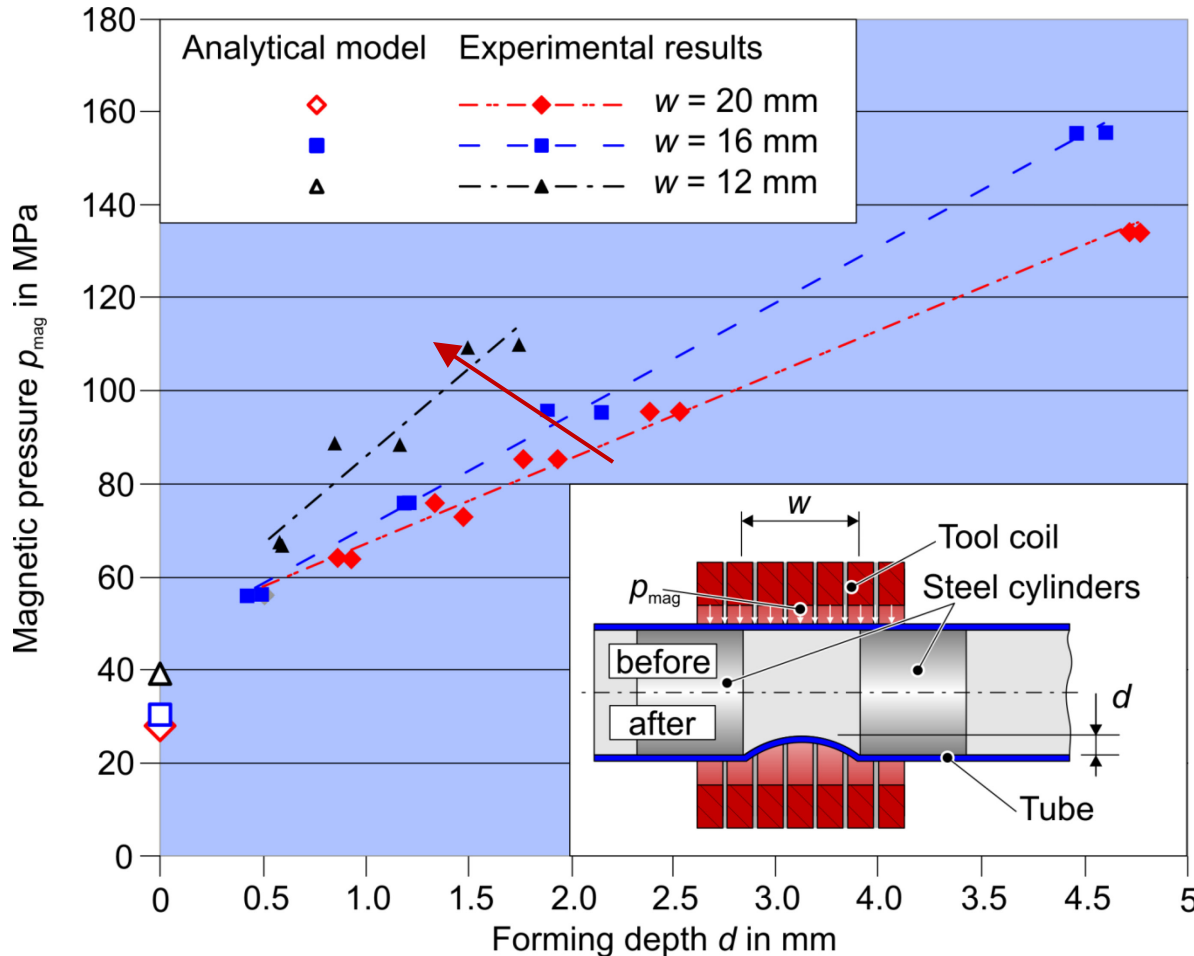 Magnetic pressure p_mag in MPa
180
160
140
120
100
80
60
40
20
0
Analytical model Experimental results
w = 20 mm
w = 16 mm
w = 12 mm
w
Tool coil
p_mag
Steel cylinders
before
after
d
Tube
0 0.5 1.0 1.5 2.0 2.5 3.0 4.0 3.5 4.5 5
Forming depth d in mm